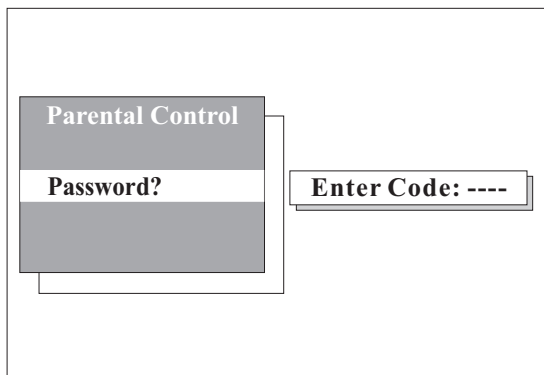 Parental Control
Password?
Enter Code: ----